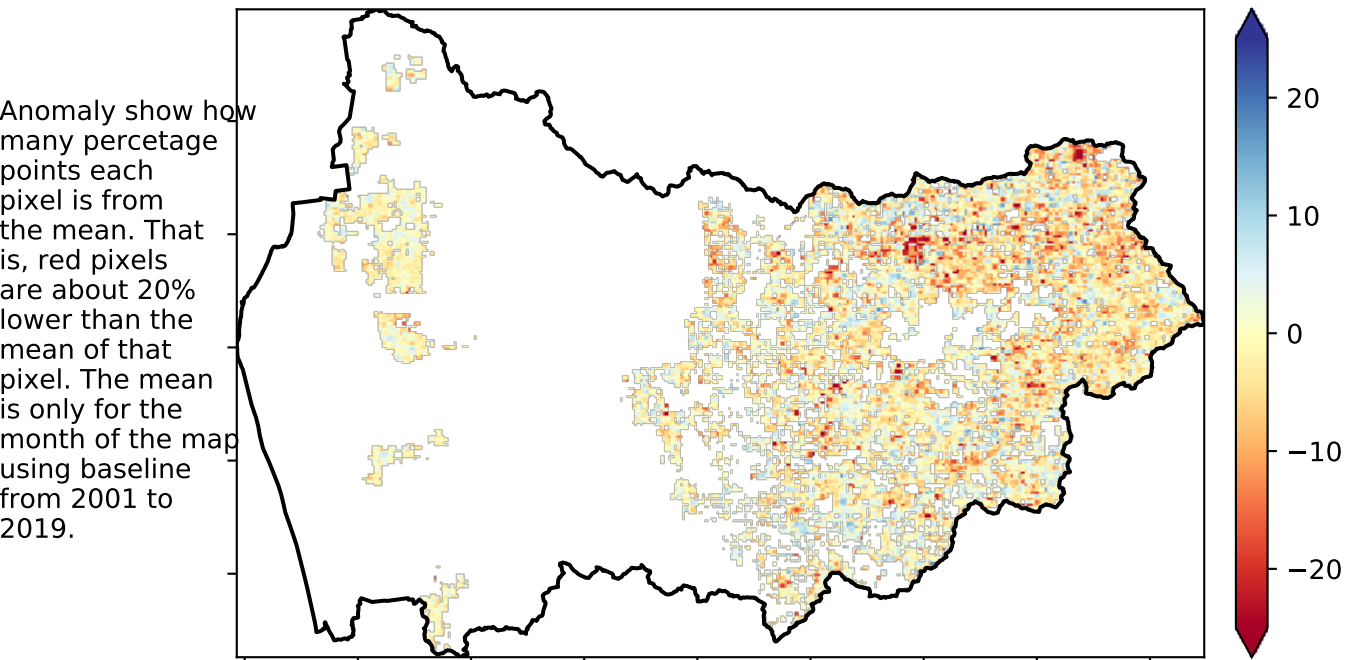 Anomaly show how
many percetage
points each
pixel is from
the mean. That
is, red pixels
are about 20%
lower than the
mean of that
pixel. The mean
is only for the
month of the map
using baseline
from 2001 to
2019.
20
10
0
−10
−20